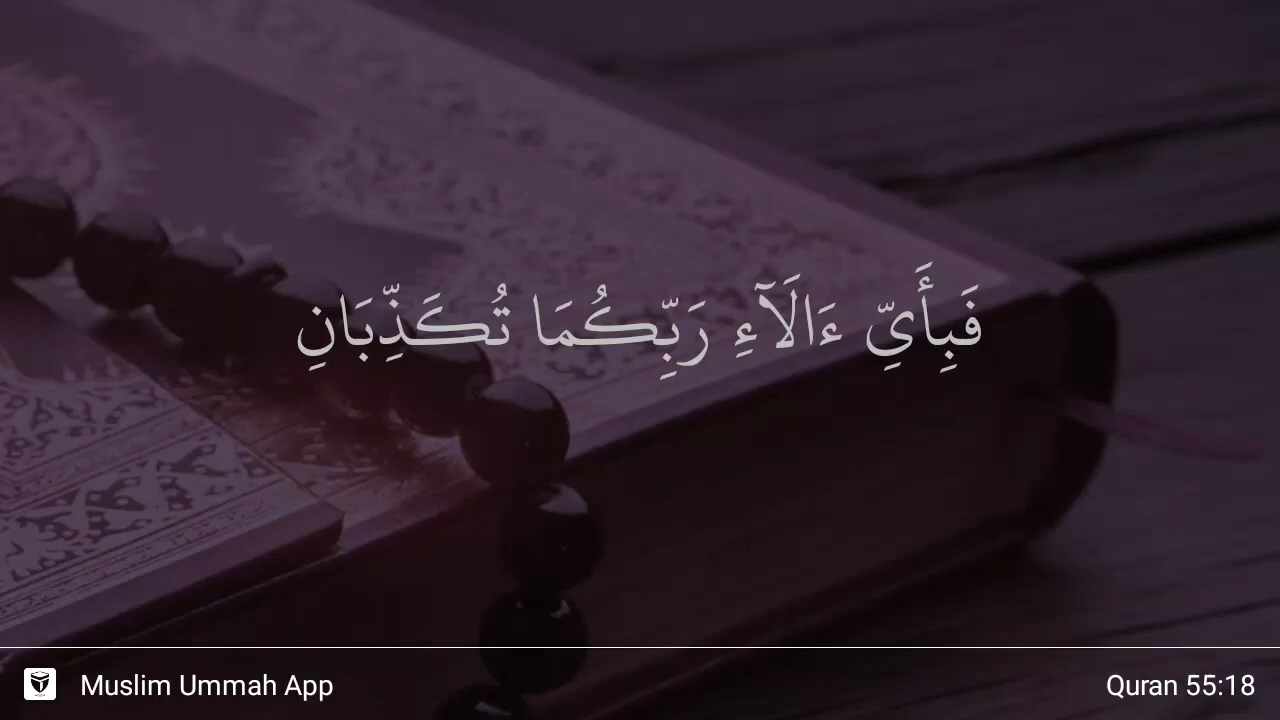 فَبِأَيِّ ءَالَآءِ رَبِّكُمَا تُكَذِّبَانِ
Muslim Ummah App
Quran 55:18